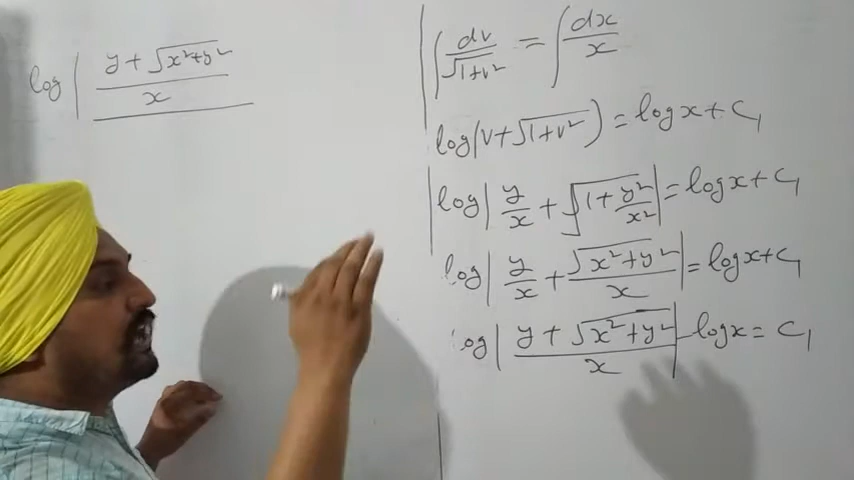 log | y + √x²+y² / x
∫ dv / √1+v² = ∫ dx / x
log(v + √1+v²) = log x + C₁
log | y/x + √1 + y²/x² | = log x + C₁
log | y/x + √x²+y² / x | = log x + C₁
log | y + √x²+y² / x | - log x = C₁